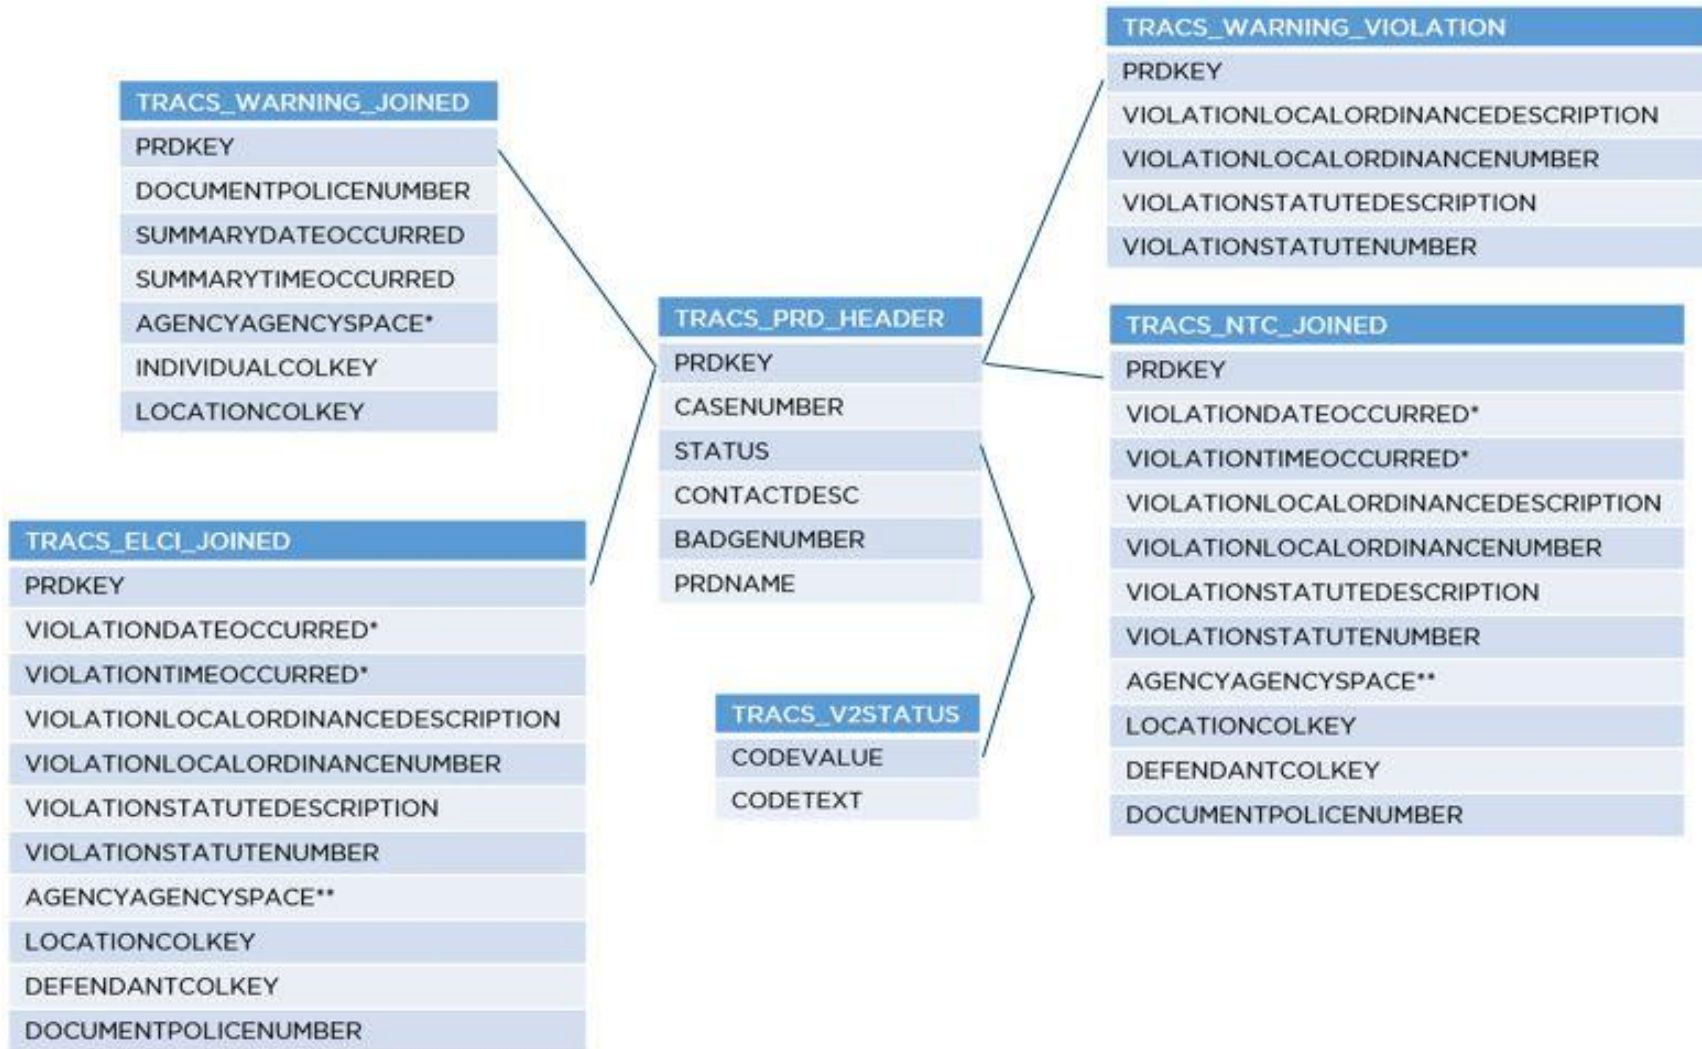 TRACS_WARNING_JOINED
PRDKEY
DOCUMENTPOLICENUMBER
SUMMARYDATEOCCURRED
SUMMARYTIMEOCCURRED
AGENCYAGENCYSPACE*
INDIVIDUALCOLKEY
LOCATIONCOLKEY
TRACS_ELCI_JOINED
PRDKEY
VIOLATIONDATEOCCURRED*
VIOLATIONTIMEOCCURRED*
VIOLATIONLOCALORDINANCEDESCRIPTION
VIOLATIONLOCALORDINANCENUMBER
VIOLATIONSTATUTEDESCRIPTION
VIOLATIONSTATUTENUMBER
AGENCYAGENCYSPACE**
LOCATIONCOLKEY
DEFENDANTCOLKEY
DOCUMENTPOLICENUMBER
TRACS_PRD_HEADER
PRDKEY
CASENUMBER
STATUS
CONTACTDESC
BADGENUMBER
PRDNAME
TRACS_V2STATUS
CODEVALUE
CODETEXT
TRACS_WARNING_VIOLATION
PRDKEY
VIOLATIONLOCALORDINANCEDESCRIPTION
VIOLATIONLOCALORDINANCENUMBER
VIOLATIONSTATUTEDESCRIPTION
VIOLATIONSTATUTENUMBER
TRACS_NTC_JOINED
PRDKEY
VIOLATIONDATEOCCURRED*
VIOLATIONTIMEOCCURRED*
VIOLATIONLOCALORDINANCEDESCRIPTION
VIOLATIONLOCALORDINANCENUMBER
VIOLATIONSTATUTEDESCRIPTION
VIOLATIONSTATUTENUMBER
AGENCYAGENCYSPACE**
LOCATIONCOLKEY
DEFENDANTCOLKEY
DOCUMENTPOLICENUMBER